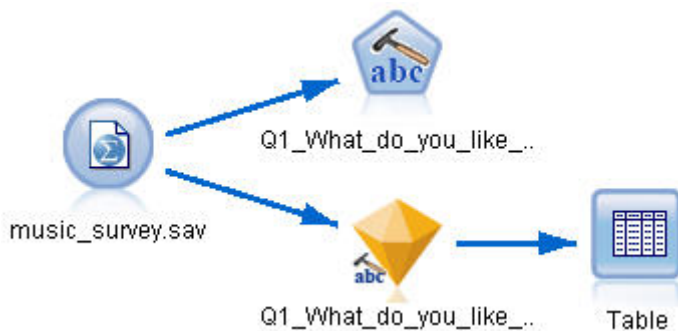 abc
Q1_What_do_you_like_..
music_survey.sav
abc
Q1_What_do_you_like_..
Table